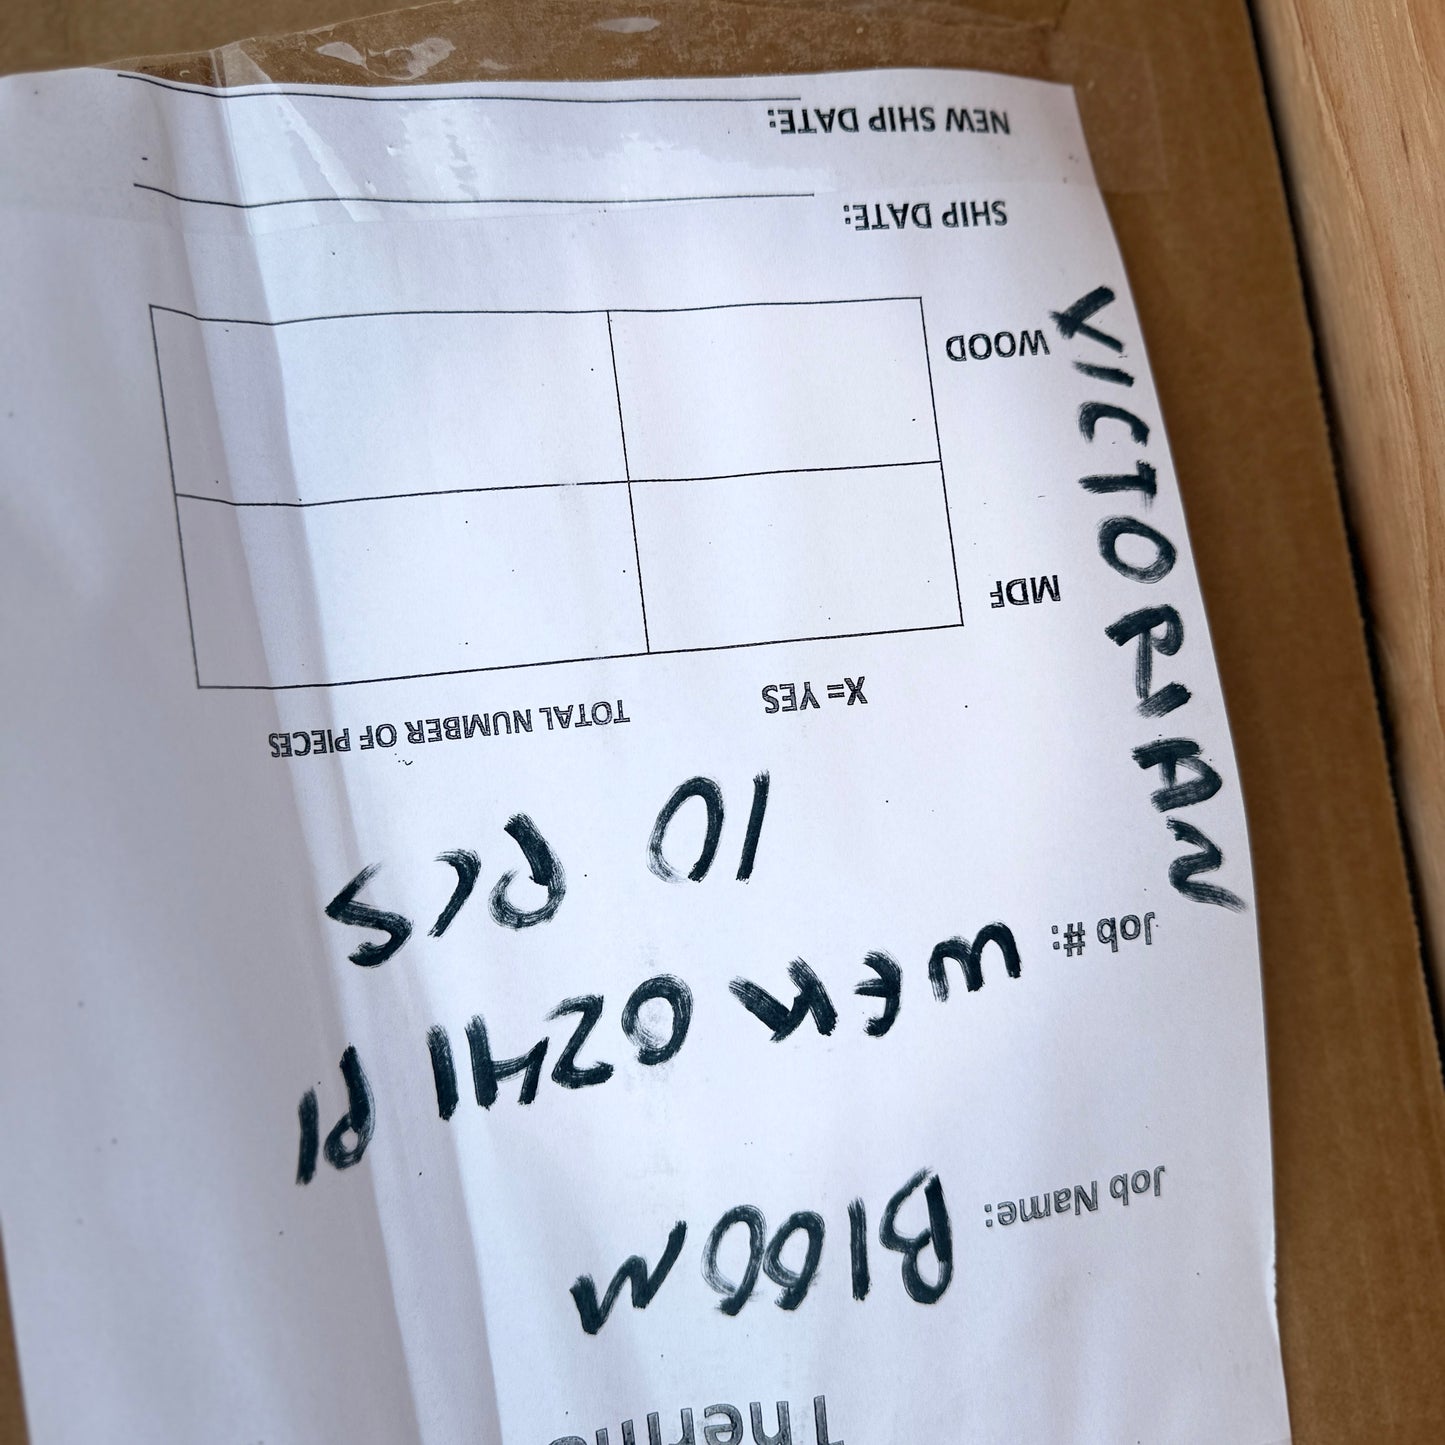 Therm
Job Name: Bloom
Job #: WEK 0241 P1
10 PCS
X= YES TOTAL NUMBER OF PIECES
MDF
WOOD
SHIP DATE:
NEW SHIP DATE:
VICTORIAN